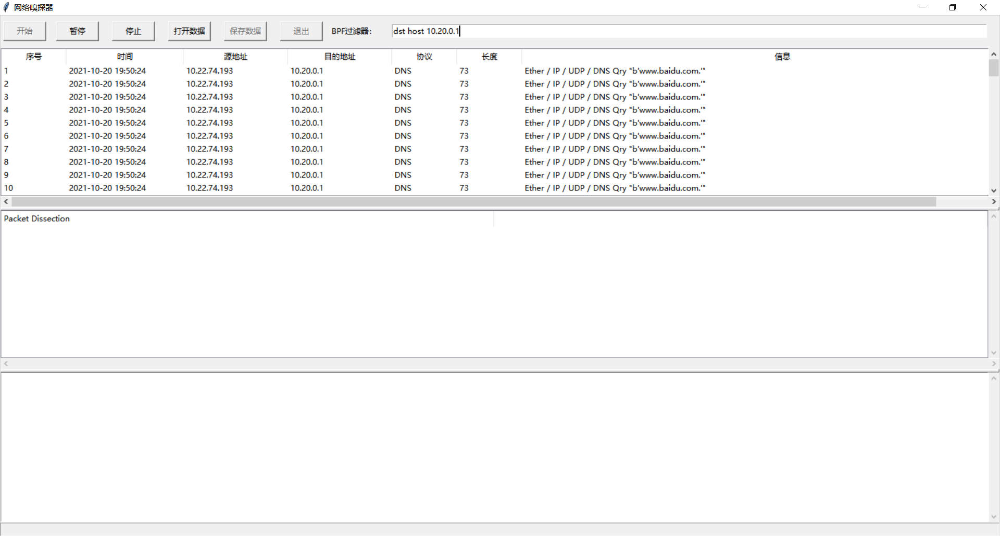 网络嗅探器
开始 暂停 停止 打开数据 保存数据 退出 BPF过滤器： dst host 10.20.0.1
序号 时间 源地址 目的地址 协议 长度 信息
1 2021-10-20 19:50:24 10.22.74.193 10.20.0.1 DNS 73 Ether / IP / UDP / DNS Qry "b'www.baidu.com.'"
2 2021-10-20 19:50:24 10.22.74.193 10.20.0.1 DNS 73 Ether / IP / UDP / DNS Qry "b'www.baidu.com.'"
3 2021-10-20 19:50:24 10.22.74.193 10.20.0.1 DNS 73 Ether / IP / UDP / DNS Qry "b'www.baidu.com.'"
4 2021-10-20 19:50:24 10.22.74.193 10.20.0.1 DNS 73 Ether / IP / UDP / DNS Qry "b'www.baidu.com.'"
5 2021-10-20 19:50:24 10.22.74.193 10.20.0.1 DNS 73 Ether / IP / UDP / DNS Qry "b'www.baidu.com.'"
6 2021-10-20 19:50:24 10.22.74.193 10.20.0.1 DNS 73 Ether / IP / UDP / DNS Qry "b'www.baidu.com.'"
7 2021-10-20 19:50:24 10.22.74.193 10.20.0.1 DNS 73 Ether / IP / UDP / DNS Qry "b'www.baidu.com.'"
8 2021-10-20 19:50:24 10.22.74.193 10.20.0.1 DNS 73 Ether / IP / UDP / DNS Qry "b'www.baidu.com.'"
9 2021-10-20 19:50:24 10.22.74.193 10.20.0.1 DNS 73 Ether / IP / UDP / DNS Qry "b'www.baidu.com.'"
10 2021-10-20 19:50:24 10.22.74.193 10.20.0.1 DNS 73 Ether / IP / UDP / DNS Qry "b'www.baidu.com.'"
Packet Dissection